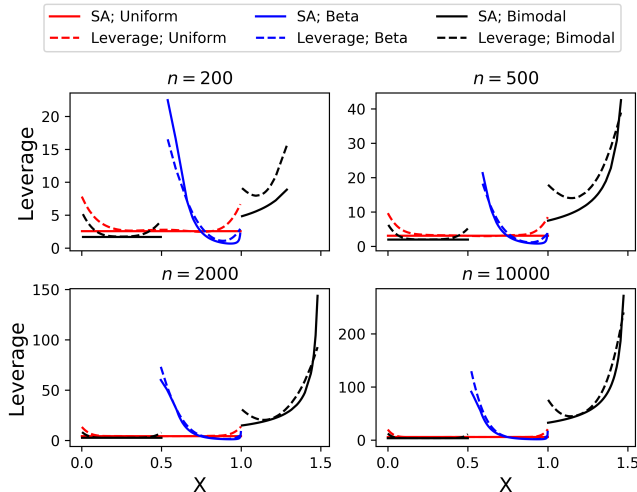 SA; Uniform SA; Beta SA; Bimodal
Leverage; Uniform Leverage; Beta Leverage; Bimodal
n = 200 n = 500
20
15
10
5
0
Leverage
40
30
20
10
0
n = 2000 n = 10000
150
100
50
0
Leverage
200
100
0
0.0 0.5 1.0 1.5 0.0 0.5 1.0 1.5
X X